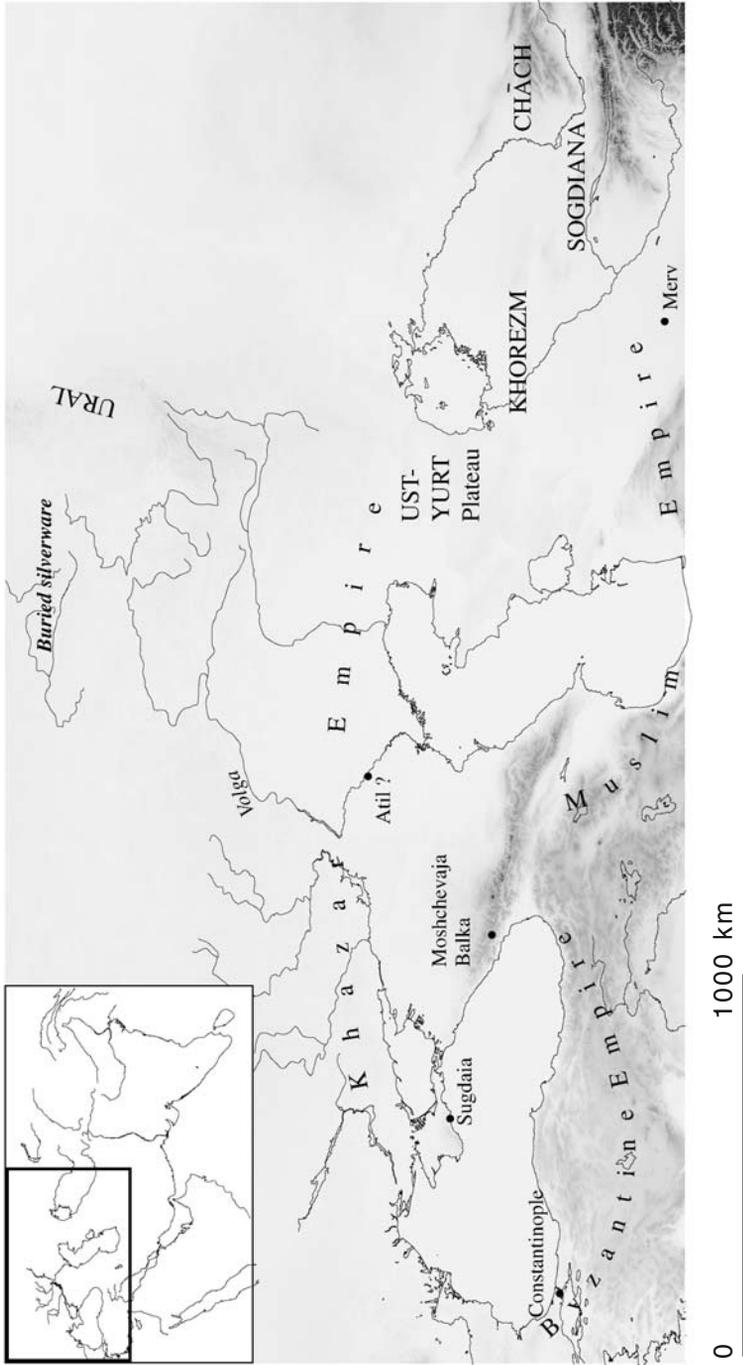 Buried silverware
URAL
Volga
Khazar Empire
Atil ?
UST-
YURT
Plateau
CHĀCH
SOGDIANA
KHOREZM
Merv
Moshchevaja
Balka
Sugdaia
Constantinople
Byzantine Empire
Muslim Empire
0 1000 km